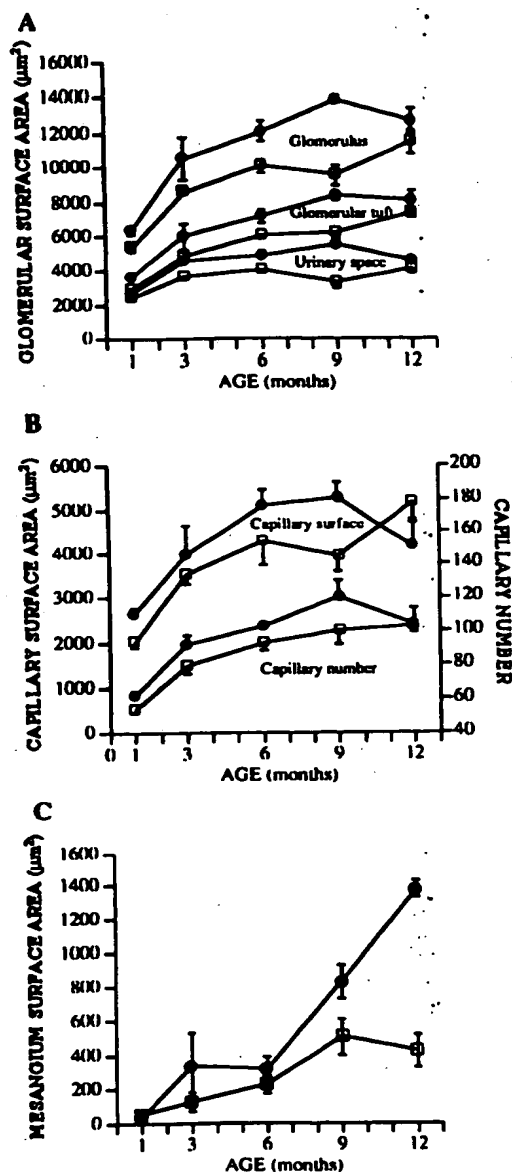 A
GLOMERULAR SURFACE AREA (µm²)
16000
14000
12000
10000
8000
6000
4000
2000
0
Glomerulus
Glomerular tuft
Urinary space
1 3 6 9 12
AGE (months)
B
CAPILLARY SURFACE AREA (µm²)
6000
5000
4000
3000
2000
1000
0
200
180
160
140
120
100
80
60
40
CAPILLARY NUMBER
Capillary surface
Capillary number
0 1 3 6 9 12
AGE (months)
C
MESANGIUM SURFACE AREA (µm²)
1600
1400
1200
1000
800
600
400
200
0
1 3 6 9 12
AGE (months)